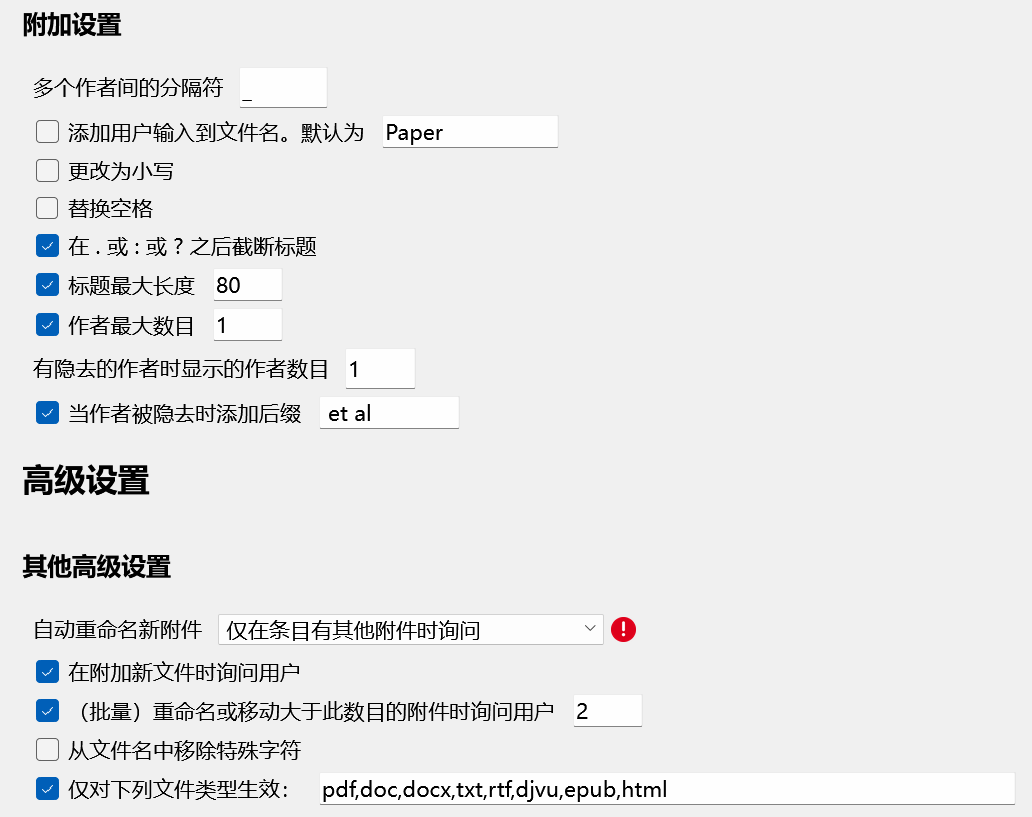 附加设置
多个作者间的分隔符 _
添加用户输入到文件名。默认为 Paper
更改为小写
替换空格
在 . 或 : 或 ? 之后截断标题
标题最大长度 80
作者最大数目 1
有隐去的作者时显示的作者数目 1
当作者被隐去时添加后缀 et al
高级设置
其他高级设置
自动重命名新附件 仅在条目有其他附件时询问
在附加新文件时询问用户
（批量）重命名或移动大于此数目的附件时询问用户 2
从文件名中移除特殊字符
仅对下列文件类型生效： pdf,doc,docx,txt,rtf,djvu,epub,html